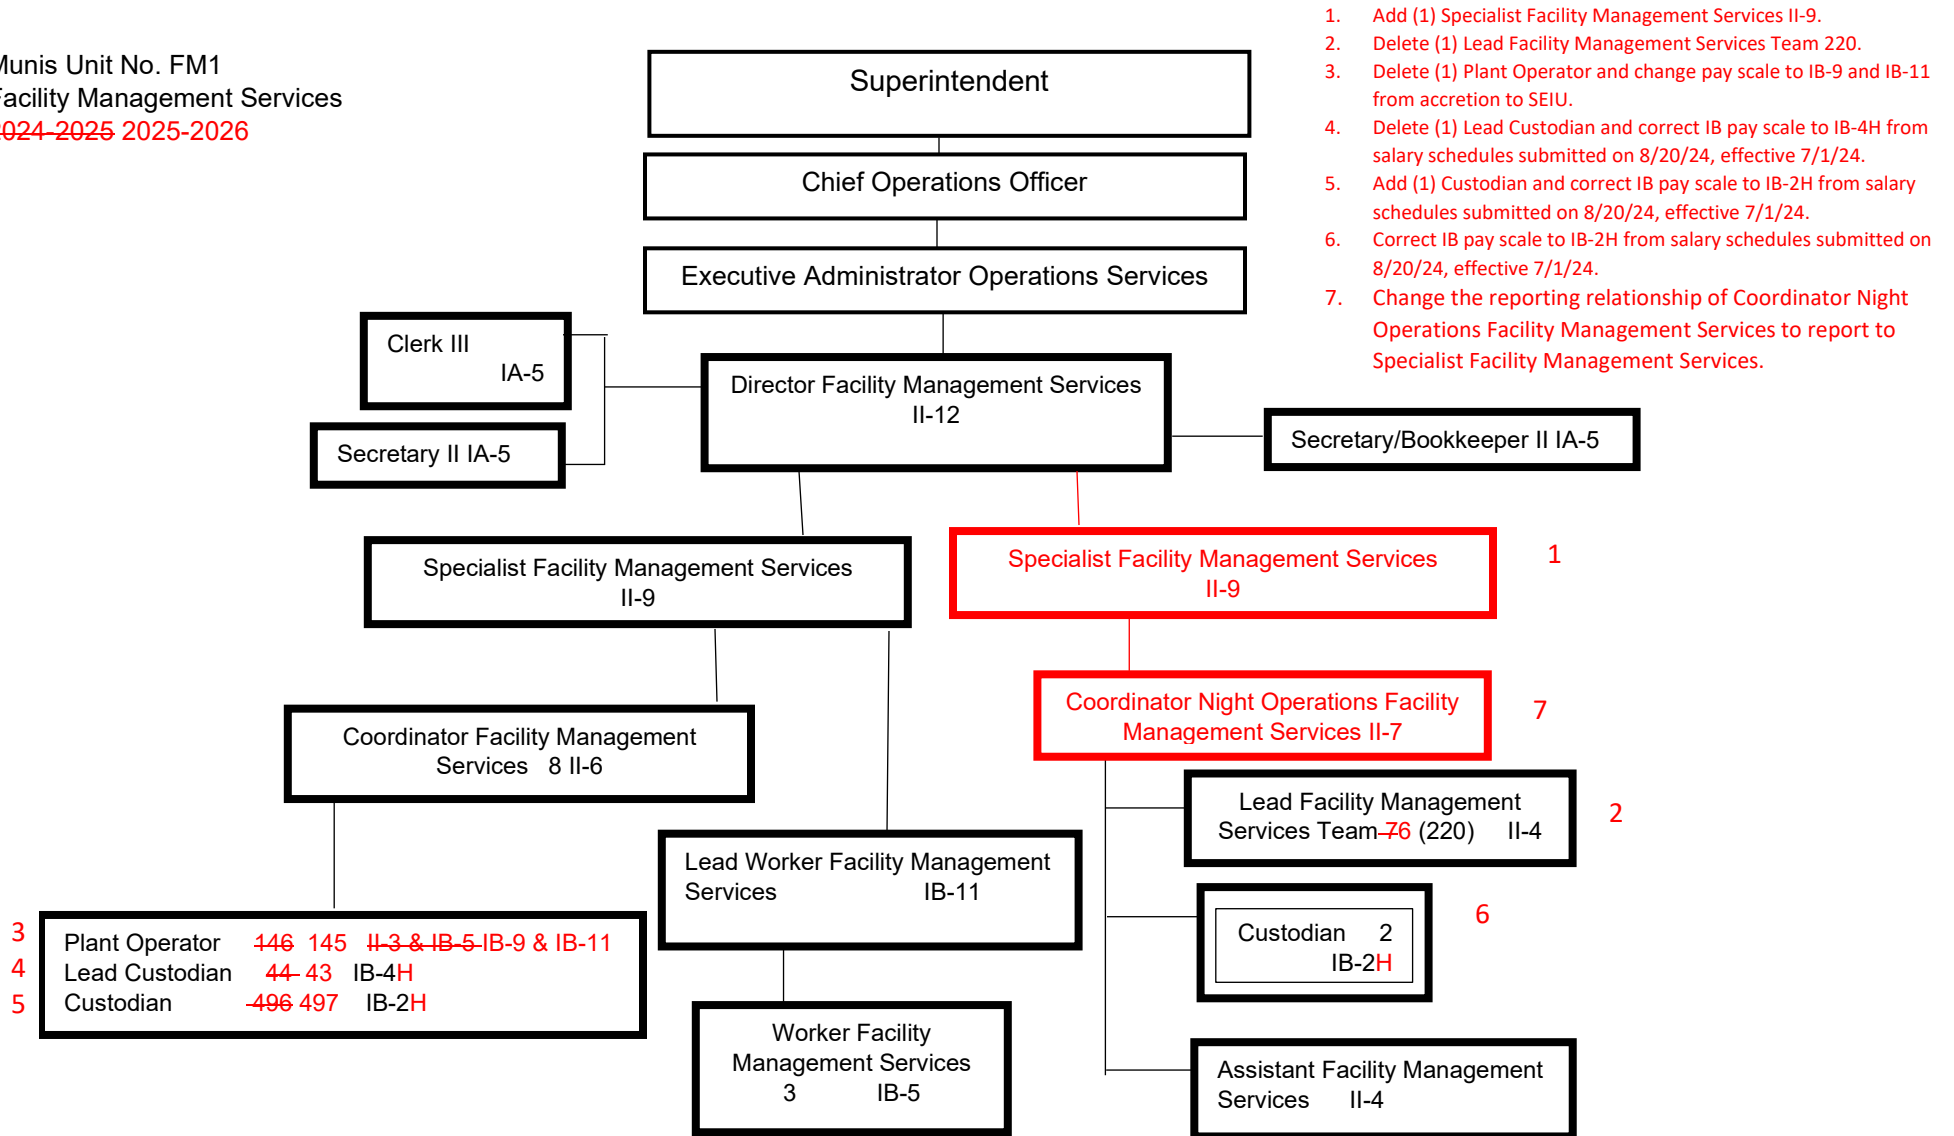 Munis Unit No. FM1
Facility Management Services
2024-2025 2025-2026
1. Add (1) Specialist Facility Management Services II-9.
2. Delete (1) Lead Facility Management Services Team 220.
3. Delete (1) Plant Operator and change pay scale to IB-9 and IB-11
from accretion to SEIU.
4. Delete (1) Lead Custodian and correct IB pay scale to IB-4H from
salary schedules submitted on 8/20/24, effective 7/1/24.
5. Add (1) Custodian and correct IB pay scale to IB-2H from salary
schedules submitted on 8/20/24, effective 7/1/24.
6. Correct IB pay scale to IB-2H from salary schedules submitted on
8/20/24, effective 7/1/24.
7. Change the reporting relationship of Coordinator Night
Operations Facility Management Services to report to
Specialist Facility Management Services.
Superintendent
Chief Operations Officer
Executive Administrator Operations Services
Clerk III
IA-5
Director Facility Management Services
II-12
Secretary II IA-5
Secretary/Bookkeeper II IA-5
Specialist Facility Management Services
II-9
Specialist Facility Management Services
II-9
1
Coordinator Facility Management
Services 8 II-6
Coordinator Night Operations Facility
Management Services II-7
7
Lead Facility Management
Services Team 76 (220) II-4
2
Lead Worker Facility Management
Services IB-11
Custodian 2
IB-2H
6
3 Plant Operator 146 145 II-3 & IB-5 IB-9 & IB-11
4 Lead Custodian 44 43 IB-4H
5 Custodian 496 497 IB-2H
Worker Facility
Management Services
3 IB-5
Assistant Facility Management
Services II-4